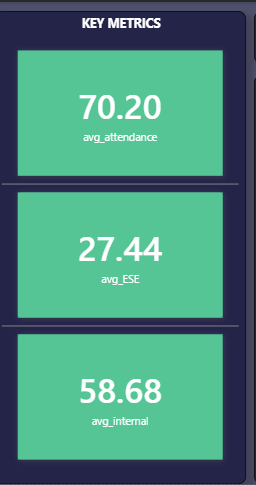 KEY METRICS
70.20
avg_attendance
27.44
avg_ESE
58.68
avg_internal